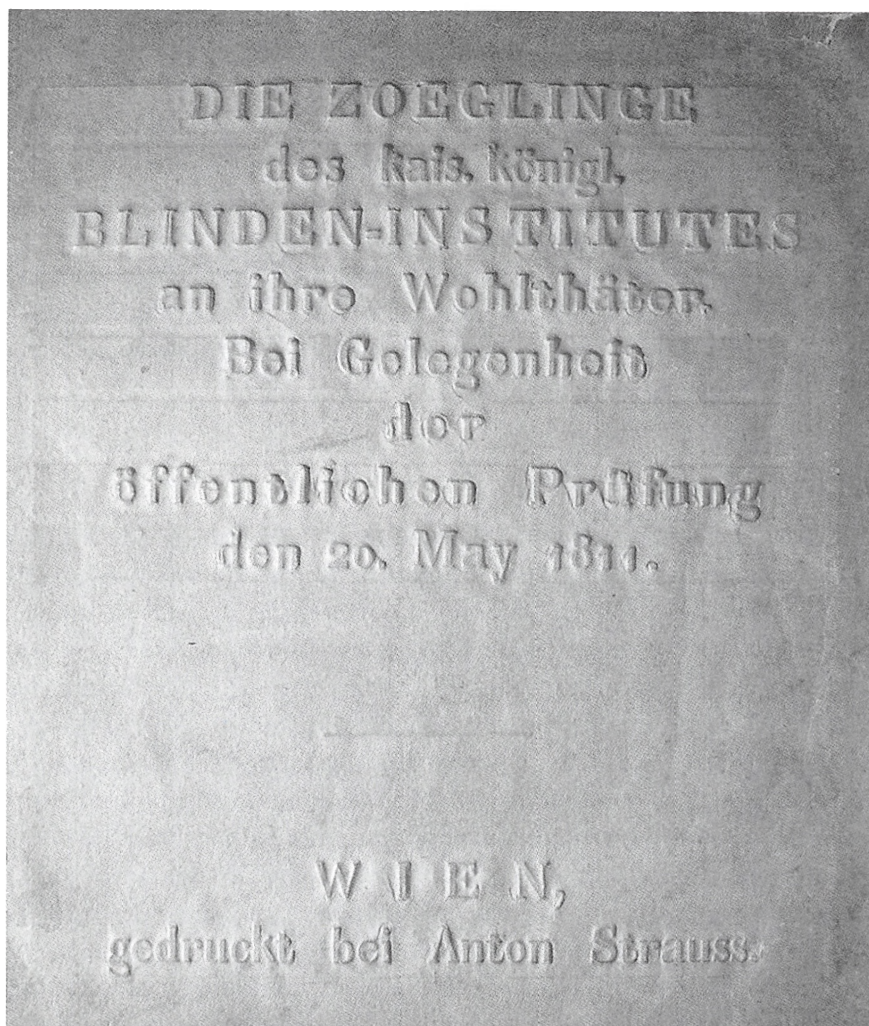 DIE ZOEGLINGE
des kais. königl.
BLINDEN-INSTITUTES
an ihre Wohlthäter.
Bei Gelegenheit
der
öffentlichen Prüfung
den 20. May 1811.
WIEN,
gedruckt bei Anton Strauss.